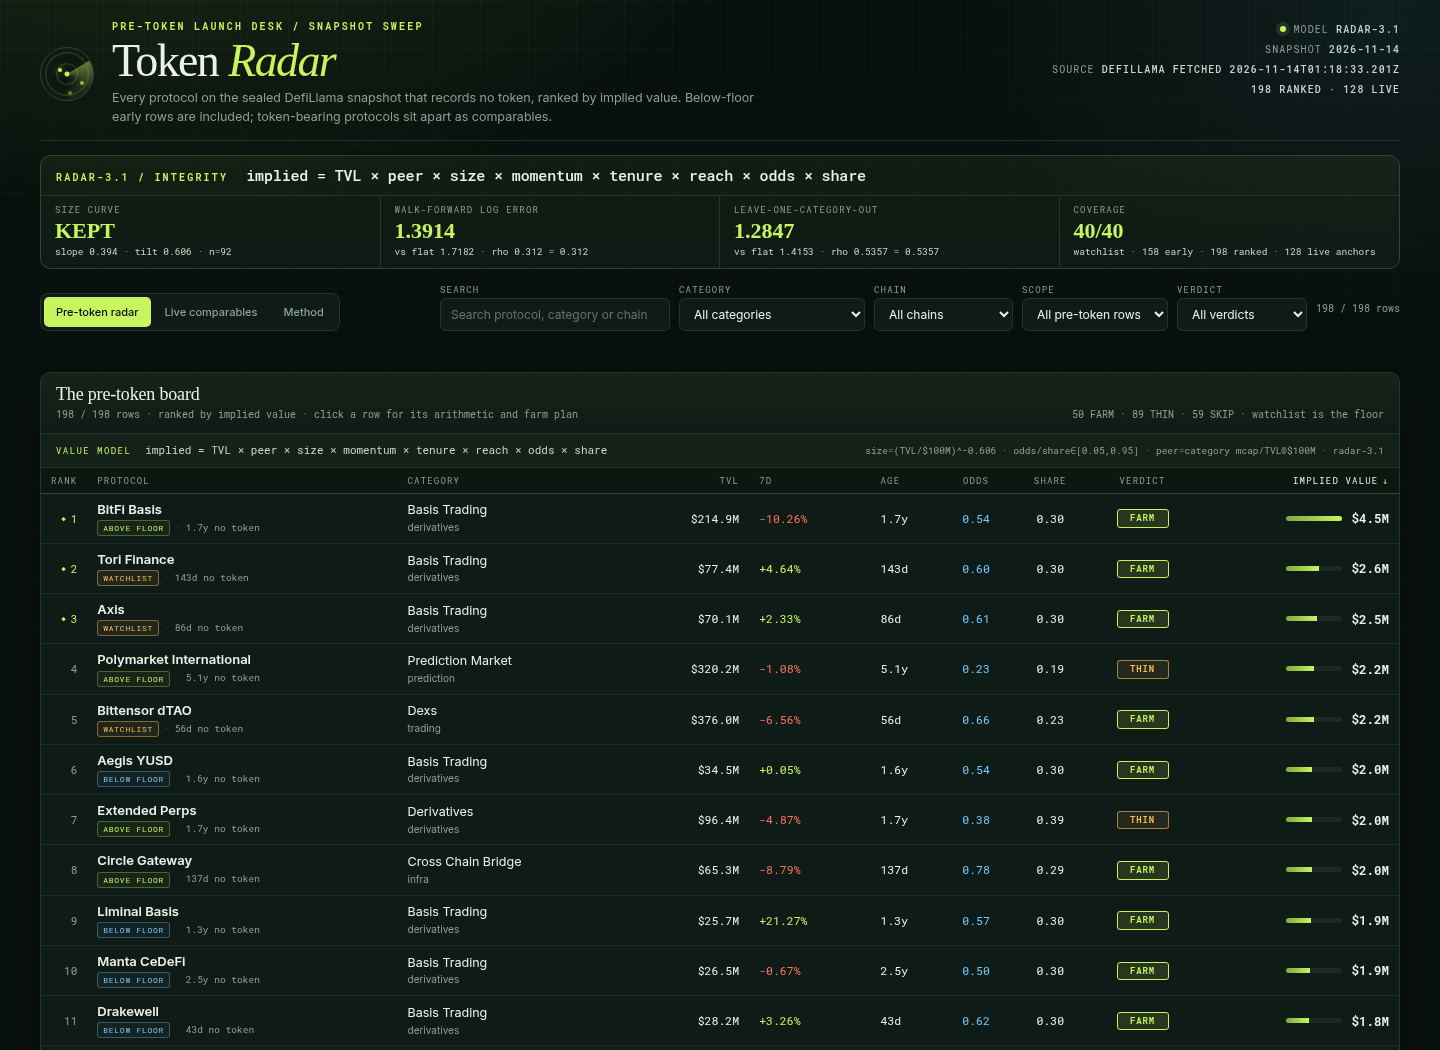 PRE-TOKEN LAUNCH DESK / SNAPSHOT SWEEP
Token Radar
Every protocol on the sealed DefiLlama snapshot that records no token, ranked by implied value. Below-floor
early rows are included; token-bearing protocols sit apart as comparables.
MODEL RADAR-3.1
SNAPSHOT 2026-11-14
SOURCE DEFILLAMA FETCHED 2026-11-14T01:18:33.201Z
198 RANKED · 128 LIVE
RADAR-3.1 / INTEGRITY implied = TVL × peer × size × momentum × tenure × reach × odds × share
SIZE CURVE
KEPT
slope 0.394 · tilt 0.606 · n=92
WALK-FORWARD LOG ERROR
1.3914
vs flat 1.7182 · rho 0.312 = 0.312
LEAVE-ONE-CATEGORY-OUT
1.2847
vs flat 1.4153 · rho 0.5357 = 0.5357
COVERAGE
40/40
watchlist · 158 early · 198 ranked · 128 live anchors
Pre-token radar Live comparables Method
SEARCH
Search protocol, category or chain
CATEGORY
All categories
CHAIN
All chains
SCOPE
All pre-token rows
VERDICT
All verdicts
198 / 198 rows
The pre-token board
198 / 198 rows · ranked by implied value · click a row for its arithmetic and farm plan
50 FARM · 89 THIN · 59 SKIP · watchlist is the floor
VALUE MODEL implied = TVL × peer × size × momentum × tenure × reach × odds × share
size=(TVL/$100M)^-0.606 · odds/share∈[0.05,0.95] · peer=category mcap/TVL@$100M · radar-3.1
RANK PROTOCOL CATEGORY TVL 7D AGE ODDS SHARE VERDICT IMPLIED VALUE ↓
◆ 1 BitFi Basis Basis Trading $214.9M -10.26% 1.7y 0.54 0.30 FARM $4.5M
ABOVE FLOOR · 1.7y no token derivatives
◆ 2 Tori Finance Basis Trading $77.4M +4.64% 143d 0.60 0.30 FARM $2.6M
WATCHLIST · 143d no token derivatives
◆ 3 Axis Basis Trading $70.1M +2.33% 86d 0.61 0.30 FARM $2.5M
WATCHLIST · 86d no token derivatives
4 Polymarket International Prediction Market $320.2M -1.08% 5.1y 0.23 0.19 THIN $2.2M
ABOVE FLOOR · 5.1y no token prediction
5 Bittensor dTAO Dexs $376.0M -6.56% 56d 0.66 0.23 FARM $2.2M
WATCHLIST · 56d no token trading
6 Aegis YUSD Basis Trading $34.5M +0.05% 1.6y 0.54 0.30 FARM $2.0M
BELOW FLOOR · 1.6y no token derivatives
7 Extended Perps Derivatives $96.4M -4.87% 1.7y 0.38 0.39 THIN $2.0M
ABOVE FLOOR · 1.7y no token derivatives
8 Circle Gateway Cross Chain Bridge $65.3M -8.79% 137d 0.78 0.29 FARM $2.0M
ABOVE FLOOR · 137d no token infra
9 Liminal Basis Basis Trading $25.7M +21.27% 1.3y 0.57 0.30 FARM $1.9M
BELOW FLOOR · 1.3y no token derivatives
10 Manta CeDeFi Basis Trading $26.5M -0.67% 2.5y 0.50 0.30 FARM $1.9M
BELOW FLOOR · 2.5y no token derivatives
11 Drakewell Basis Trading $28.2M +3.26% 43d 0.62 0.30 FARM $1.8M
BELOW FLOOR · 43d no token derivatives